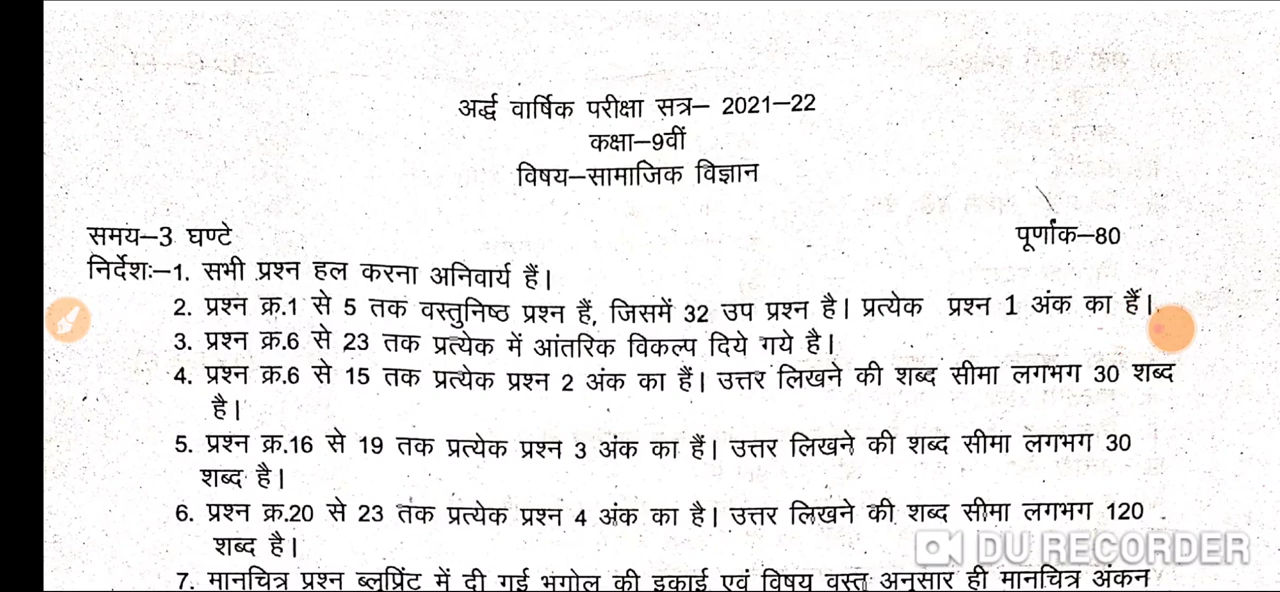 अर्द्ध वार्षिक परीक्षा सत्र– 2021–22
कक्षा–9वीं
विषय–सामाजिक विज्ञान
समय–3 घण्टे
पूर्णांक–80
निर्देशः–1. सभी प्रश्न हल करना अनिवार्य हैं।
2. प्रश्न क्र.1 से 5 तक वस्तुनिष्ठ प्रश्न हैं, जिसमें 32 उप प्रश्न है। प्रत्येक प्रश्न 1 अंक का हैं।
3. प्रश्न क्र.6 से 23 तक प्रत्येक में आंतरिक विकल्प दिये गये है।
4. प्रश्न क्र.6 से 15 तक प्रत्येक प्रश्न 2 अंक का हैं। उत्तर लिखने की शब्द सीमा लगभग 30 शब्द
है।
5. प्रश्न क्र.16 से 19 तक प्रत्येक प्रश्न 3 अंक का हैं। उत्तर लिखने की शब्द सीमा लगभग 30
शब्द है।
6. प्रश्न क्र.20 से 23 तक प्रत्येक प्रश्न 4 अंक का है। उत्तर लिखने की शब्द सीमा लगभग 120
शब्द है।
DU RECORDER
7. मानचित्र प्रश्न ब्लूप्रिंट में दी गई भूगोल की इकाई एवं विषय वस्तु अनुसार ही मानचित्र अंकन